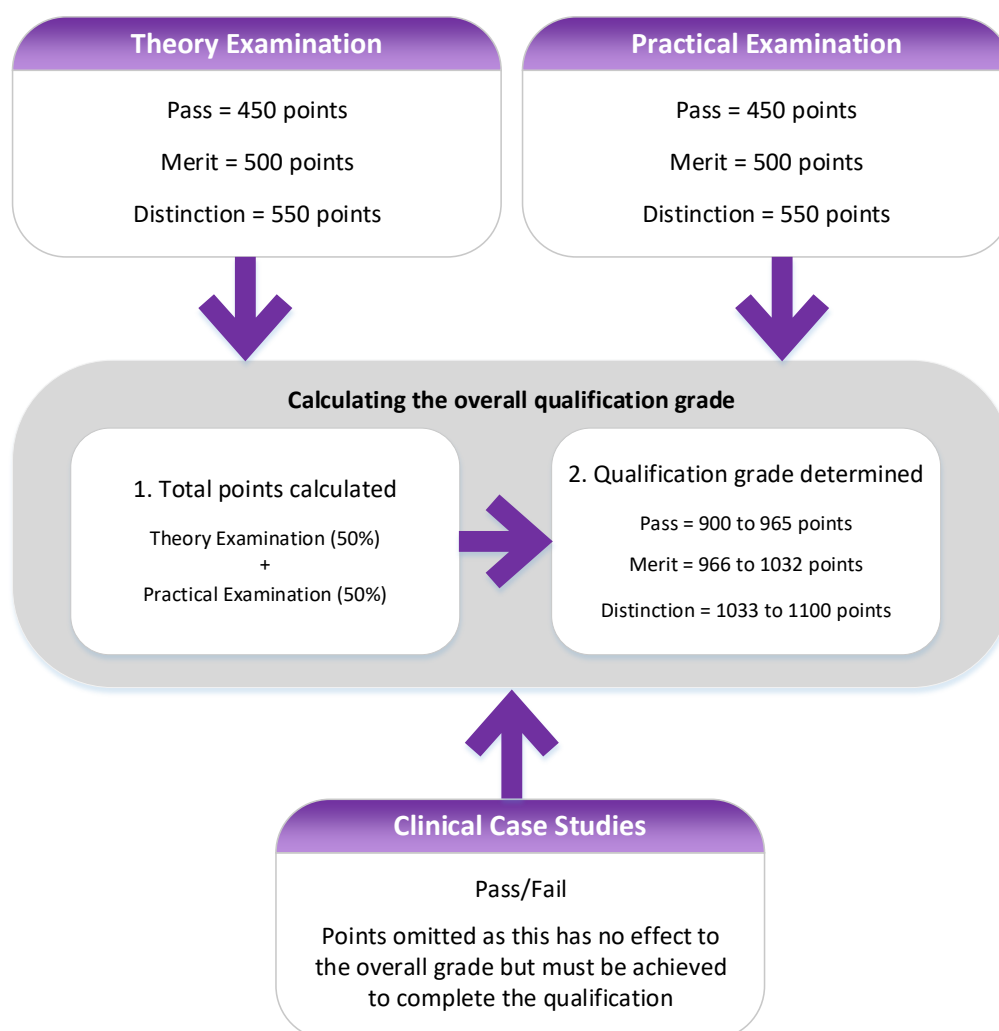 Theory Examination
Pass = 450 points
Merit = 500 points
Distinction = 550 points
Practical Examination
Pass = 450 points
Merit = 500 points
Distinction = 550 points
Calculating the overall qualification grade
1. Total points calculated
Theory Examination (50%)
+
Practical Examination (50%)
2. Qualification grade determined
Pass = 900 to 965 points
Merit = 966 to 1032 points
Distinction = 1033 to 1100 points
Clinical Case Studies
Pass/Fail
Points omitted as this has no effect to
the overall grade but must be achieved
to complete the qualification